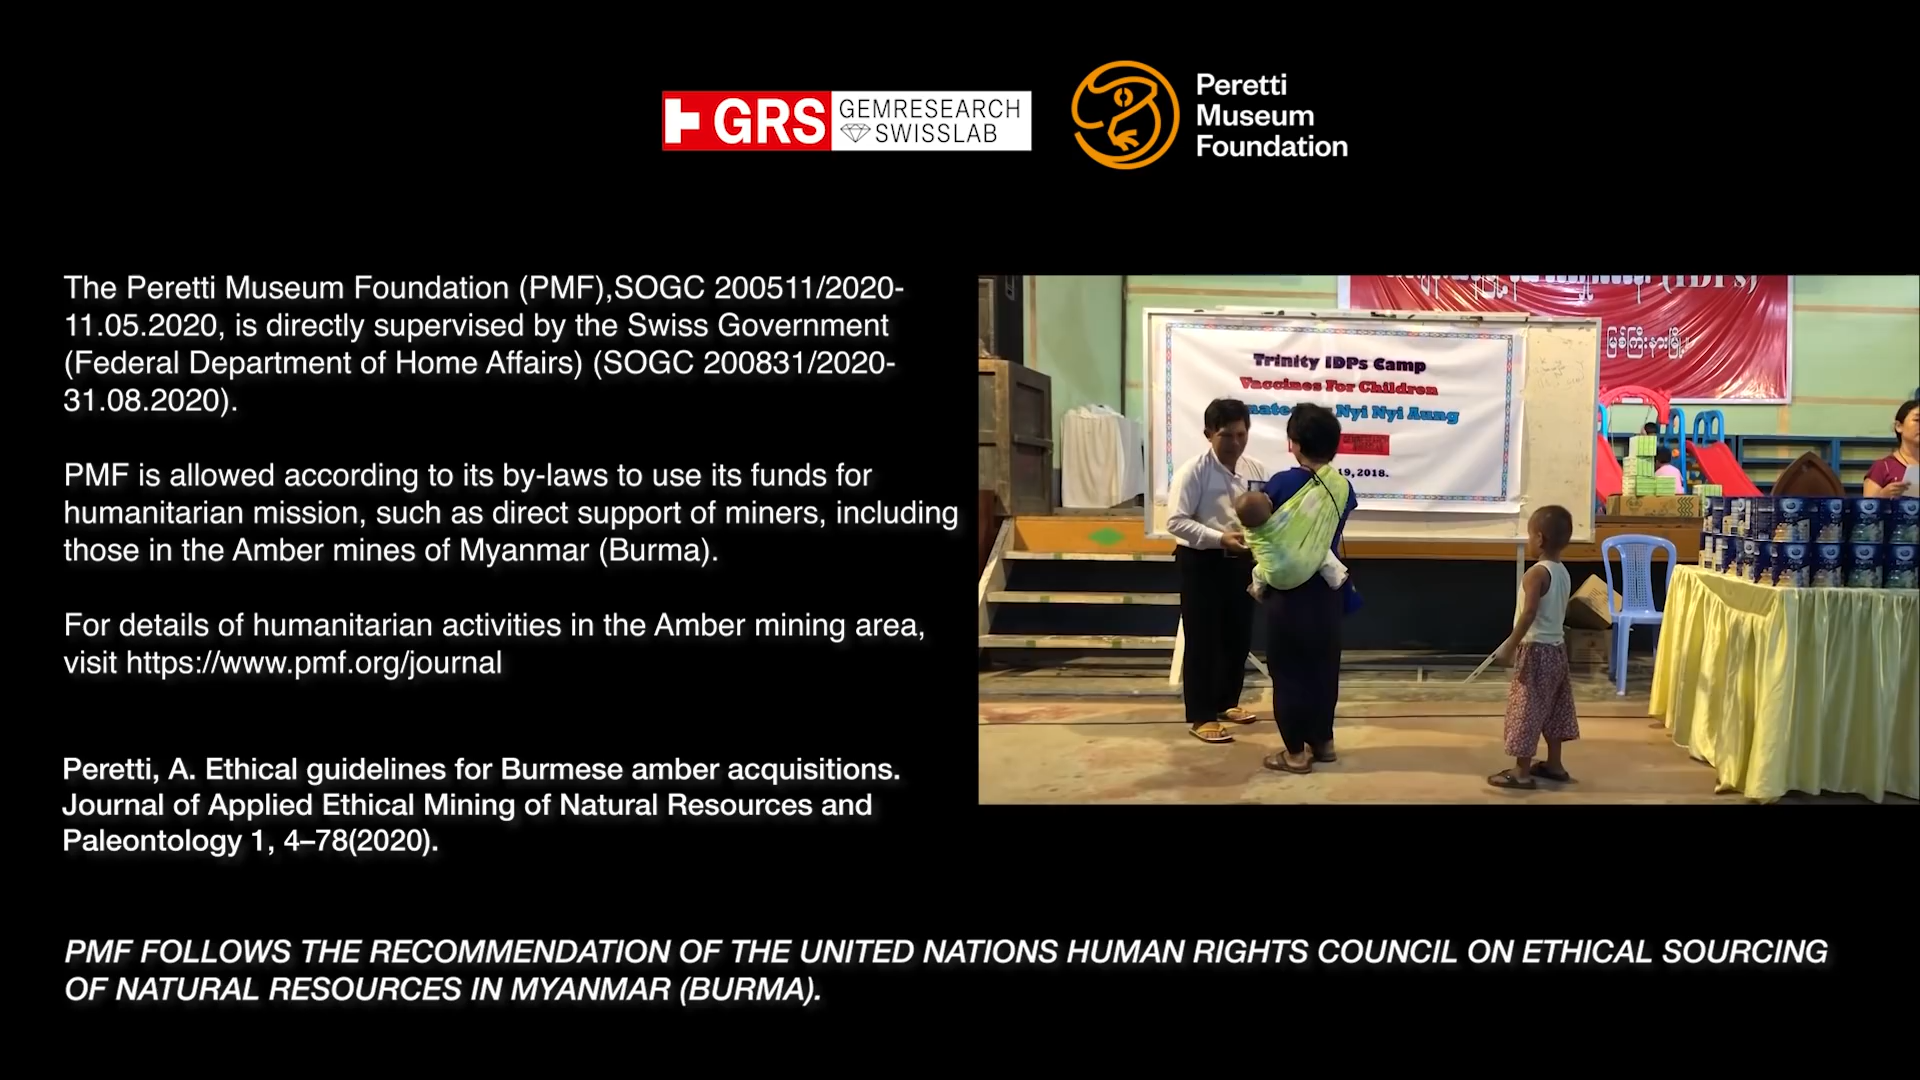 GRS
GEMRESEARCH
SWISSLAB
Peretti
Museum
Foundation
The Peretti Museum Foundation (PMF),SOGC 200511/2020-
11.05.2020, is directly supervised by the Swiss Government
(Federal Department of Home Affairs) (SOGC 200831/2020-
31.08.2020).
PMF is allowed according to its by-laws to use its funds for
humanitarian mission, such as direct support of miners, including
those in the Amber mines of Myanmar (Burma).
For details of humanitarian activities in the Amber mining area,
visit https://www.pmf.org/journal
Peretti, A. Ethical guidelines for Burmese amber acquisitions.
Journal of Applied Ethical Mining of Natural Resources and
Paleontology 1, 4–78(2020).
(IDPs)
မြစ်ကြီးနားမြို့
Trinity IDPs Camp
Vaccines For Children
Nyi Nyi Aung
19, 2018.
PMF FOLLOWS THE RECOMMENDATION OF THE UNITED NATIONS HUMAN RIGHTS COUNCIL ON ETHICAL SOURCING
OF NATURAL RESOURCES IN MYANMAR (BURMA).